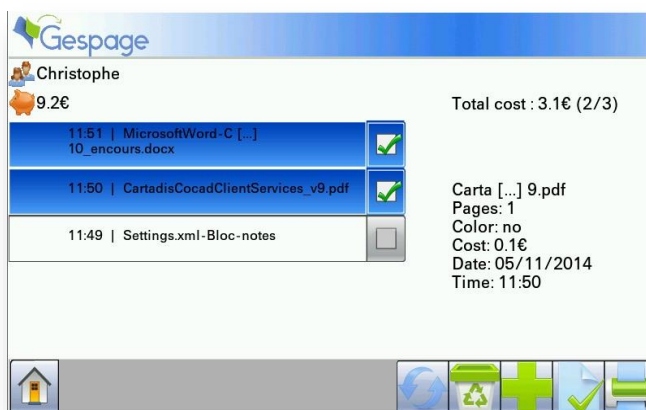 Gespage
Christophe
9.2€
Total cost : 3.1€ (2/3)
11:51 | MicrosoftWord-C [...]
10_encours.docx
11:50 | CartadisCocadClientServices_v9.pdf
11:49 | Settings.xml-Bloc-notes
Carta [...] 9.pdf
Pages: 1
Color: no
Cost: 0.1€
Date: 05/11/2014
Time: 11:50